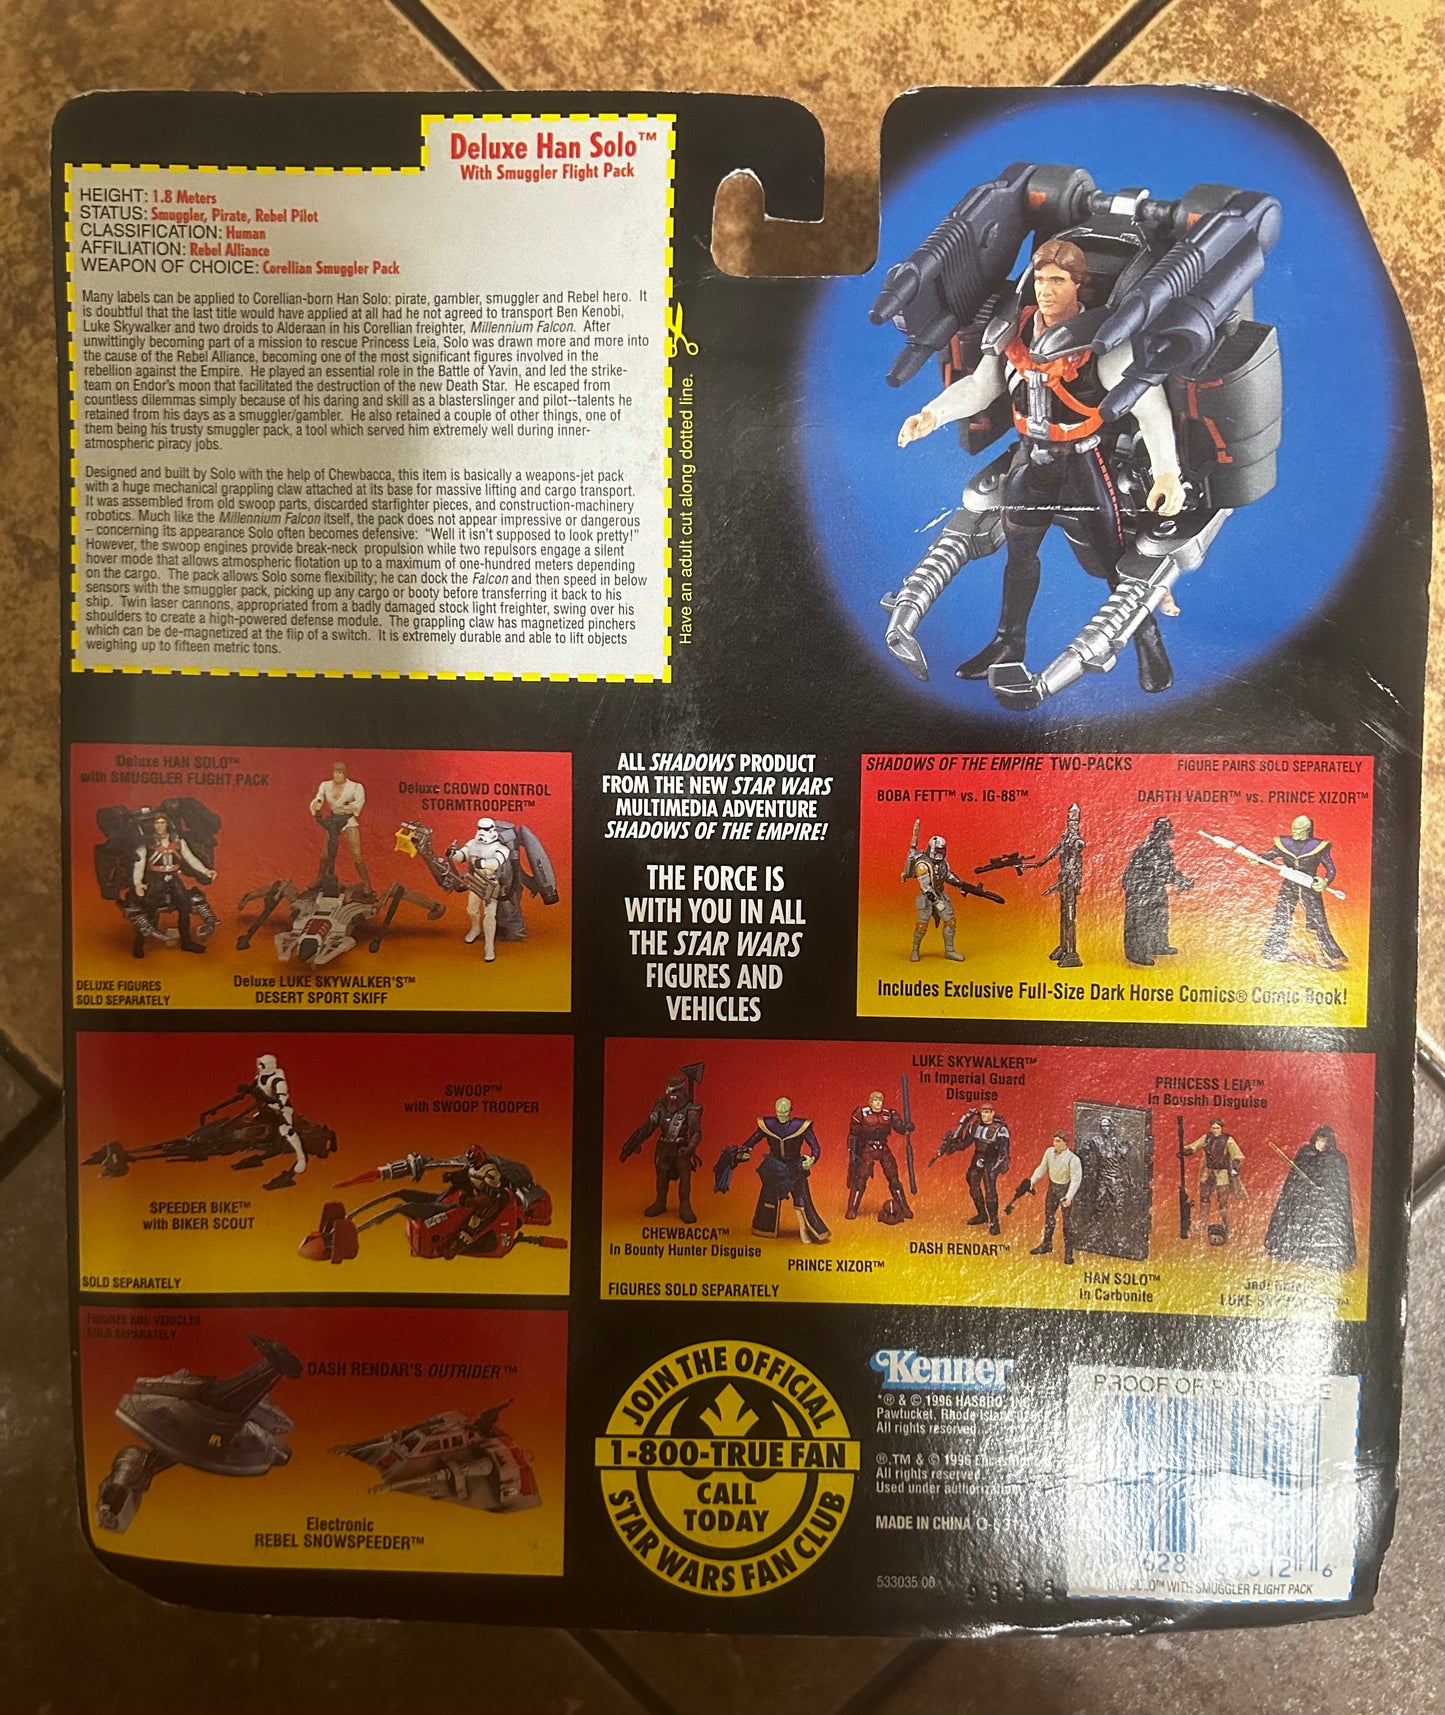 Deluxe Han Solo™
With Smuggler Flight Pack
HEIGHT: 1.8 Meters
STATUS: Smuggler, Pirate, Rebel Pilot
CLASSIFICATION: Human
AFFILIATION: Rebel Alliance
WEAPON OF CHOICE: Corellian Smuggler Pack
Many labels can be applied to Corellian-born Han Solo: pirate, gambler, smuggler and Rebel hero. It
is doubtful that the last title would have applied at all had he not agreed to transport Ben Kenobi,
Luke Skywalker and two droids to Alderaan in his Corellian freighter, Millennium Falcon. After
unwittingly becoming part of a mission to rescue Princess Leia, Solo was drawn more and more into
the cause of the Rebel Alliance, becoming one of the most significant figures involved in the
rebellion against the Empire. He played an essential role in the Battle of Yavin, and led the strike-
team on Endor's moon that facilitated the destruction of the new Death Star. He escaped from
countless dilemmas simply because of his daring and skill as a blasterslinger and pilot--talents he
retained from his days as a smuggler/gambler. He also retained a couple of other things, one of
them being his trusty smuggler pack, a tool which served him extremely well during inner-
atmospheric piracy jobs.
Designed and built by Solo with the help of Chewbacca, this item is basically a weapons-jet pack
with a huge mechanical grappling claw attached at its base for massive lifting and cargo transport.
It was assembled from old swoop parts, discarded starfighter pieces, and construction-machinery
robotics. Much like the Millennium Falcon itself, the pack does not appear impressive or dangerous
– concerning its appearance Solo often becomes defensive: "Well it isn't supposed to look pretty!"
However, the swoop engines provide break-neck propulsion while two repulsors engage a silent
hover mode that allows atmospheric flotation up to a maximum of one-hundred meters depending
on the cargo. The pack allows Solo some flexibility; he can dock the Falcon and then speed in below
sensors with the smuggler pack, picking up any cargo or booty before transferring it back to his
ship. Twin laser cannons, appropriated from a badly damaged stock light freighter, swing over his
shoulders to create a high-powered defense module. The grappling claw has magnetized pinchers
which can be de-magnetized at the flip of a switch. It is extremely durable and able to lift objects
weighing up to fifteen metric tons.
Have an adult cut along dotted line.
Deluxe HAN SOLO™
with SMUGGLER FLIGHT PACK
Deluxe CROWD CONTROL
STORMTROOPER™
DELUXE FIGURES
SOLD SEPARATELY
Deluxe LUKE SKYWALKER'S™
DESERT SPORT SKIFF
ALL SHADOWS PRODUCT
FROM THE NEW STAR WARS
MULTIMEDIA ADVENTURE
SHADOWS OF THE EMPIRE!
THE FORCE IS
WITH YOU IN ALL
THE STAR WARS
FIGURES AND
VEHICLES
SHADOWS OF THE EMPIRE TWO-PACKS
FIGURE PAIRS SOLD SEPARATELY
BOBA FETT™ vs. IG-88™
DARTH VADER™ vs. PRINCE XIZOR™
Includes Exclusive Full-Size Dark Horse Comics® Comic Book!
SWOOP™
with SWOOP TROOPER
SPEEDER BIKE™
with BIKER SCOUT
SOLD SEPARATELY
LUKE SKYWALKER™
In Imperial Guard
Disguise
PRINCESS LEIA™
In Boushh Disguise
CHEWBACCA™
In Bounty Hunter Disguise
PRINCE XIZOR™
DASH RENDAR™
HAN SOLO™
In Carbonite
LUKE
FIGURES SOLD SEPARATELY
FIGURES AND VEHICLES
SOLD SEPARATELY
DASH RENDAR'S OUTRIDER™
Electronic
REBEL SNOWSPEEDER™
JOIN THE OFFICIAL
1-800-TRUE FAN
CALL
TODAY
STAR WARS FAN CLUB
Kenner
*® & © 1996 HASBRO, INC.
Pawtucket, Rhode Island
All rights reserved.
®,TM & © 1996
All rights reserved.
Used under authorization.
MADE IN CHINA
533035.00
PROOF OF PURCHASE
6
HAN SOLO™ WITH SMUGGLER FLIGHT PACK